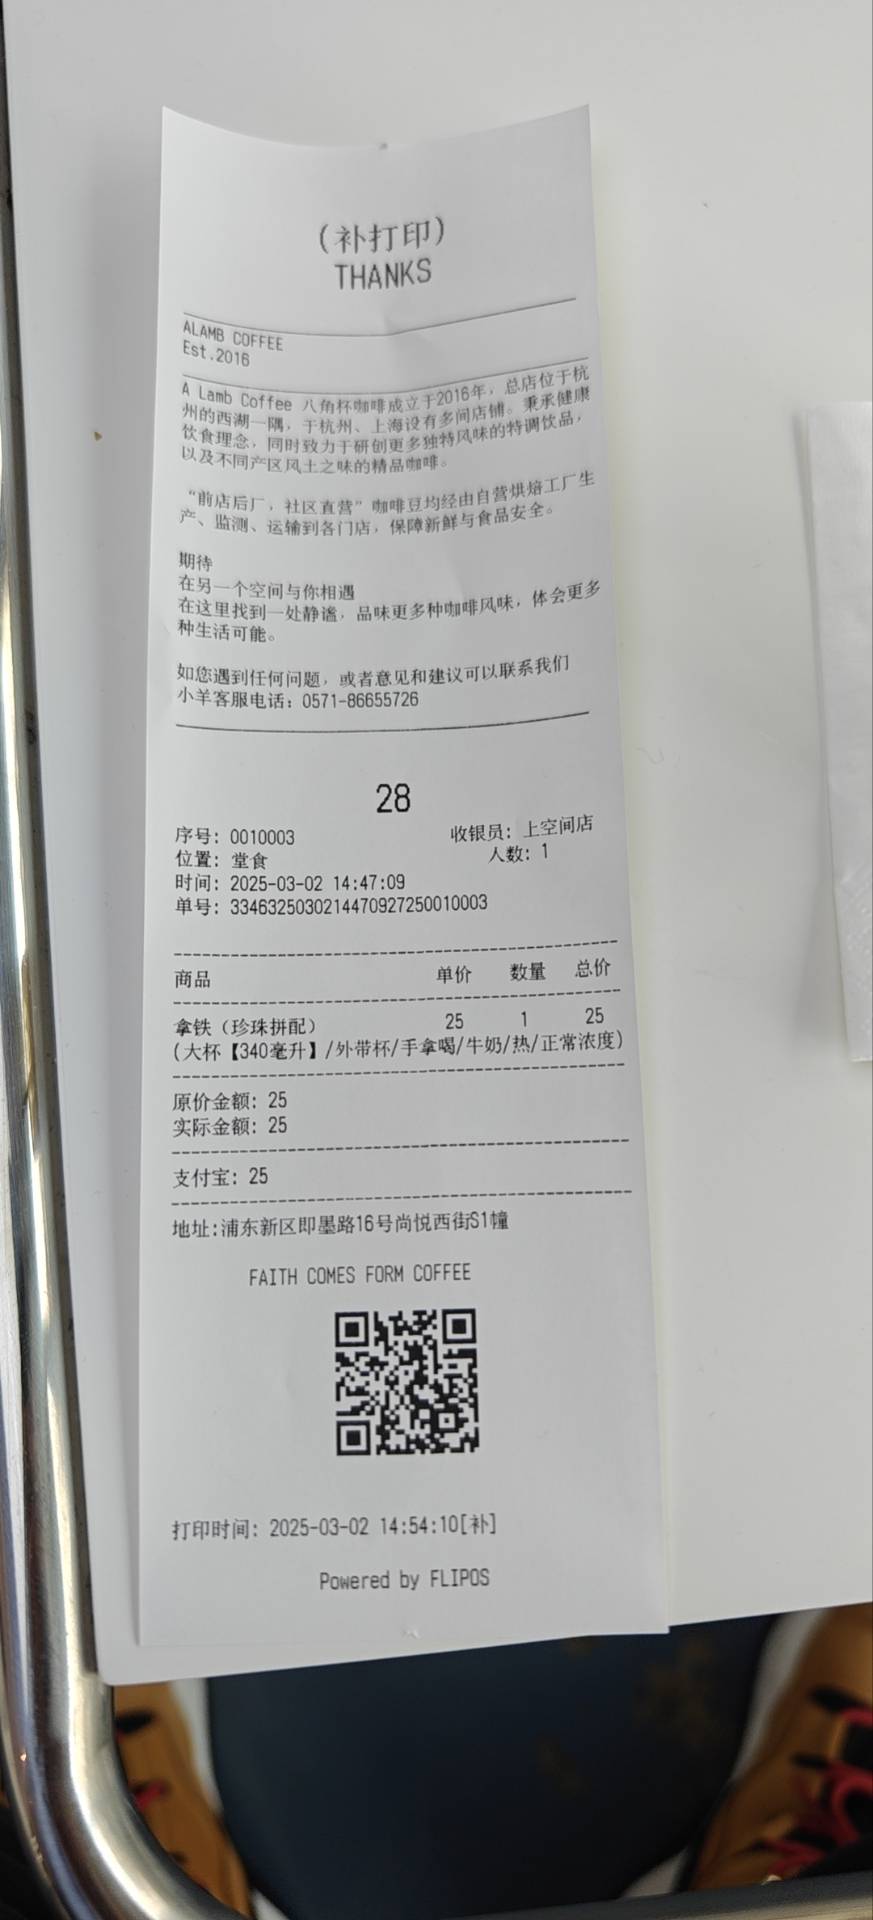 (补打印)
THANKS
ALAMB COFFEE
Est.2016
A Lamb Coffee 八角杯咖啡成立于2016年，总店位于杭
州的西湖一隅，于杭州、上海设有多间店铺。秉承健康
饮食理念，同时致力于研创更多独特风味的特调饮品，
以及不同产区风土之味的精品咖啡。
“前店后厂，社区直营”咖啡豆均经由自营烘焙工厂生
产、监测、运输到各门店，保障新鲜与食品安全。
期待
在另一个空间与你相遇
在这里找到一处静谧，品味更多种咖啡风味，体会更多
种生活可能。
如您遇到任何问题，或者意见和建议可以联系我们
小羊客服电话：0571-86655726
28
序号：0010003 收银员：上空间店
位置：堂食 人数：1
时间：2025-03-02 14:47:09
单号：33463250302144709272500​10003
商品 单价 数量 总价
拿铁（珍珠拼配） 25 1 25
(大杯【340毫升】/外带杯/手拿喝/牛奶/热/正常浓度)
原价金额：25
实际金额：25
支付宝：25
地址:浦东新区即墨路16号尚悦西街S1幢
FAITH COMES FORM COFFEE
打印时间：2025-03-02 14:54:10[补]
Powered by FLIPOS